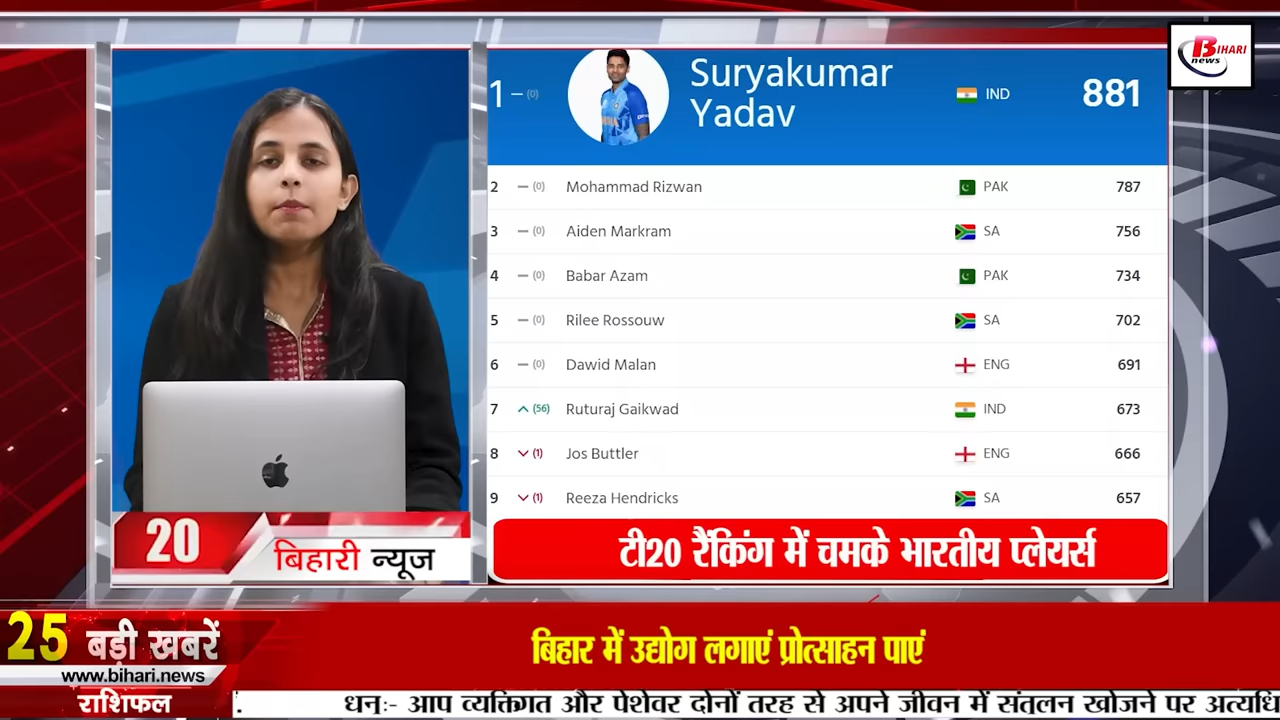 BIHARI
news
1 – (0) Suryakumar
Yadav IND 881
2 – (0) Mohammad Rizwan PAK 787
3 – (0) Aiden Markram SA 756
4 – (0) Babar Azam PAK 734
5 – (0) Rilee Rossouw SA 702
6 – (0) Dawid Malan ENG 691
7 (56) Ruturaj Gaikwad IND 673
8 (1) Jos Buttler ENG 666
9 (1) Reeza Hendricks SA 657
20
बिहारी न्यूज
टी20 रैंकिंग में चमके भारतीय प्लेयर्स
25 बड़ी खबरें
www.bihari.news
बिहार में उद्योग लगाएं प्रोत्साहन पाएं
राशिफल
धनः- आप व्यक्तिगत और पेशेवर दोनों तरह से अपने जीवन में संतुलन खोजने पर अत्यधि